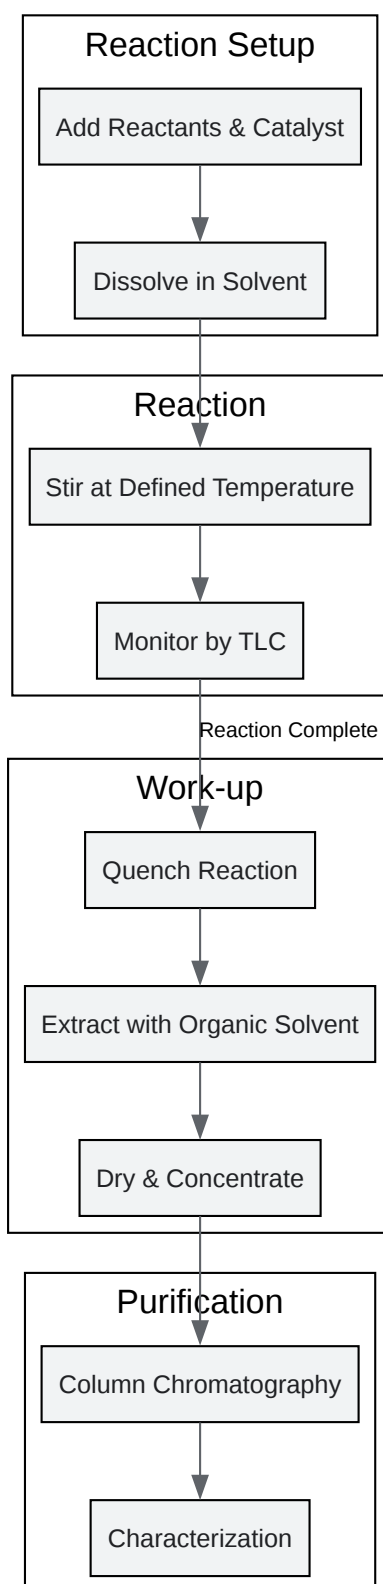 Reaction Setup
Add Reactants & Catalyst
Dissolve in Solvent
Reaction
Stir at Defined Temperature
Monitor by TLC
Reaction Complete
Work-up
Quench Reaction
Extract with Organic Solvent
Dry & Concentrate
Purification
Column Chromatography
Characterization